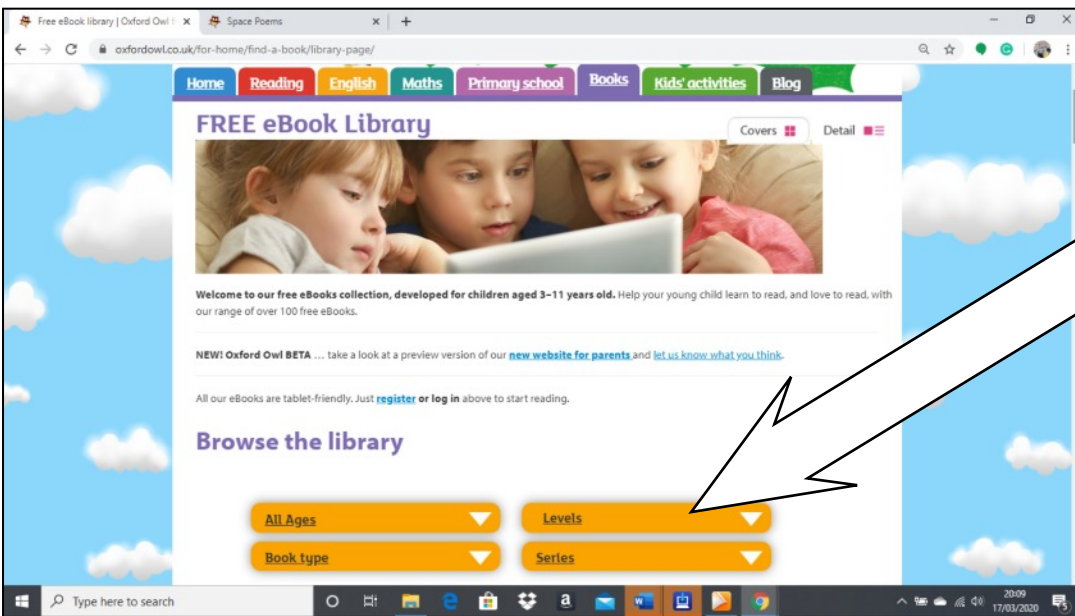 Free eBook library | Oxford Owl
Space Poems
oxfordowl.co.uk/for-home/find-a-book/library-page/
Home Reading English Maths Primary school Books Kids' activities Blog
FREE eBook Library
Covers Detail
Welcome to our free eBooks collection, developed for children aged 3–11 years old. Help your young child learn to read, and love to read, with
our range of over 100 free eBooks.
NEW! Oxford Owl BETA ... take a look at a preview version of our new website for parents and let us know what you think.
All our eBooks are tablet-friendly. Just register or log in above to start reading.
Browse the library
All Ages Levels
Book type Series
Type here to search
20:09
17/03/2020